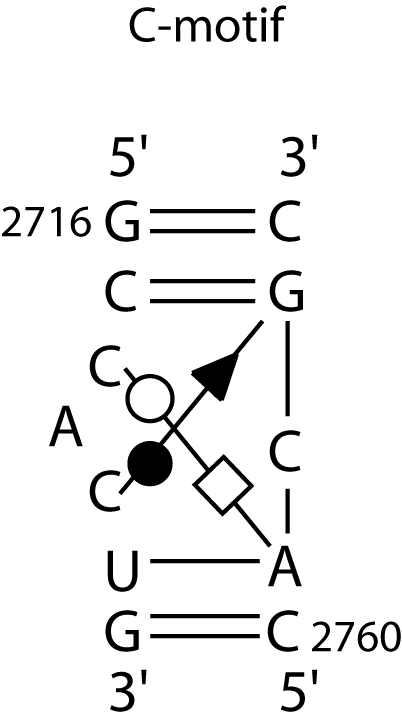 C-motif
5' 3'
2716 G C
C G
C
A
C
C
U A
G C 2760
3' 5'